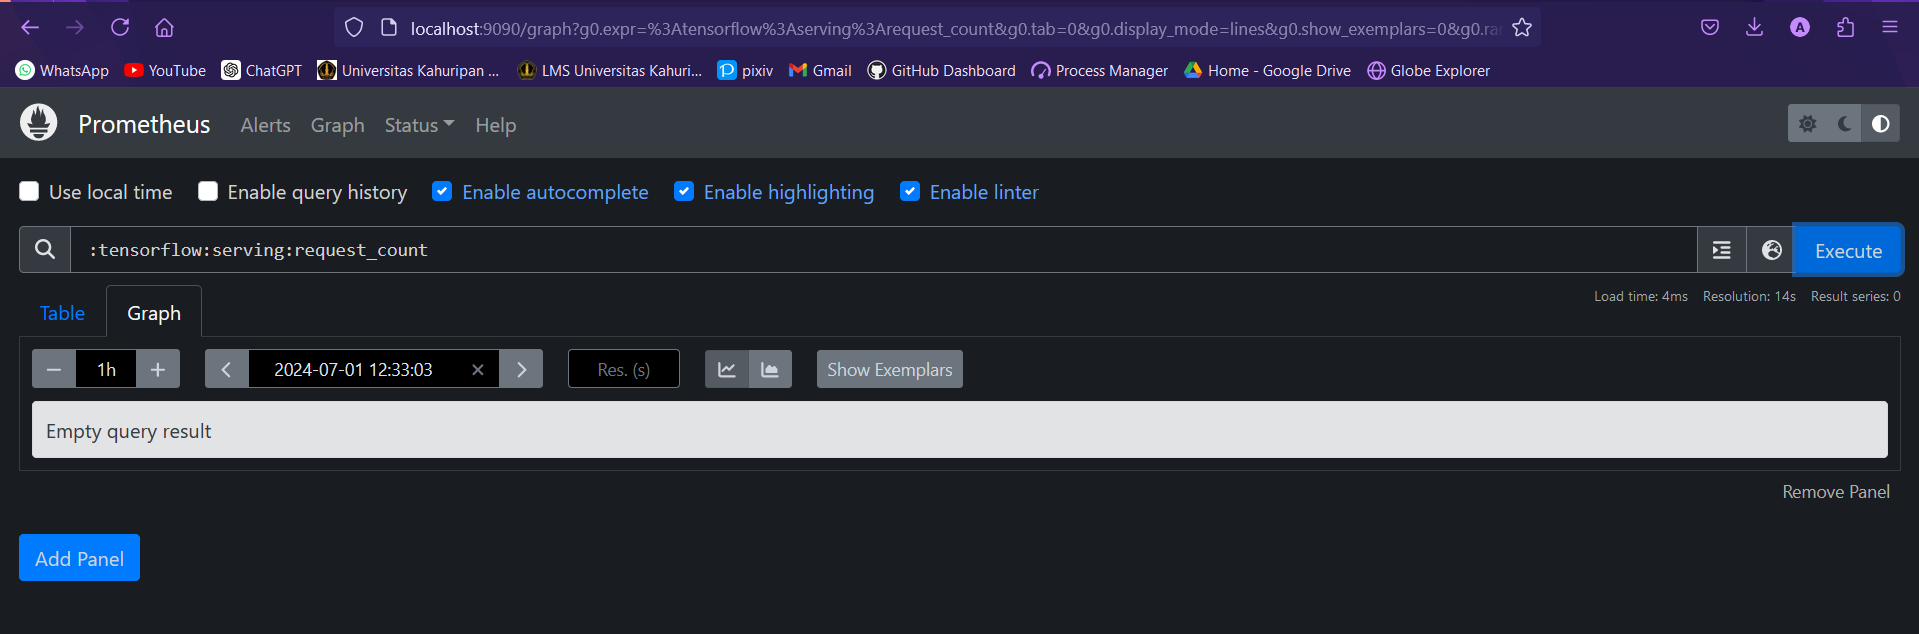 localhost:9090/graph?g0.expr=%3Atensorflow%3Aserving%3Arequest_count&g0.tab=0&g0.display_mode=lines&g0.show_exemplars=0&g0.ra
A
WhatsApp YouTube ChatGPT Universitas Kahuripan ... LMS Universitas Kahuri... pixiv Gmail GitHub Dashboard Process Manager Home - Google Drive Globe Explorer
Prometheus Alerts Graph Status Help
Use local time Enable query history Enable autocomplete Enable highlighting Enable linter
:tensorflow:serving:request_count Execute
Load time: 4ms Resolution: 14s Result series: 0
Table Graph
− 1h + 2024-07-01 12:33:03 Res. (s) Show Exemplars
Empty query result
Remove Panel
Add Panel